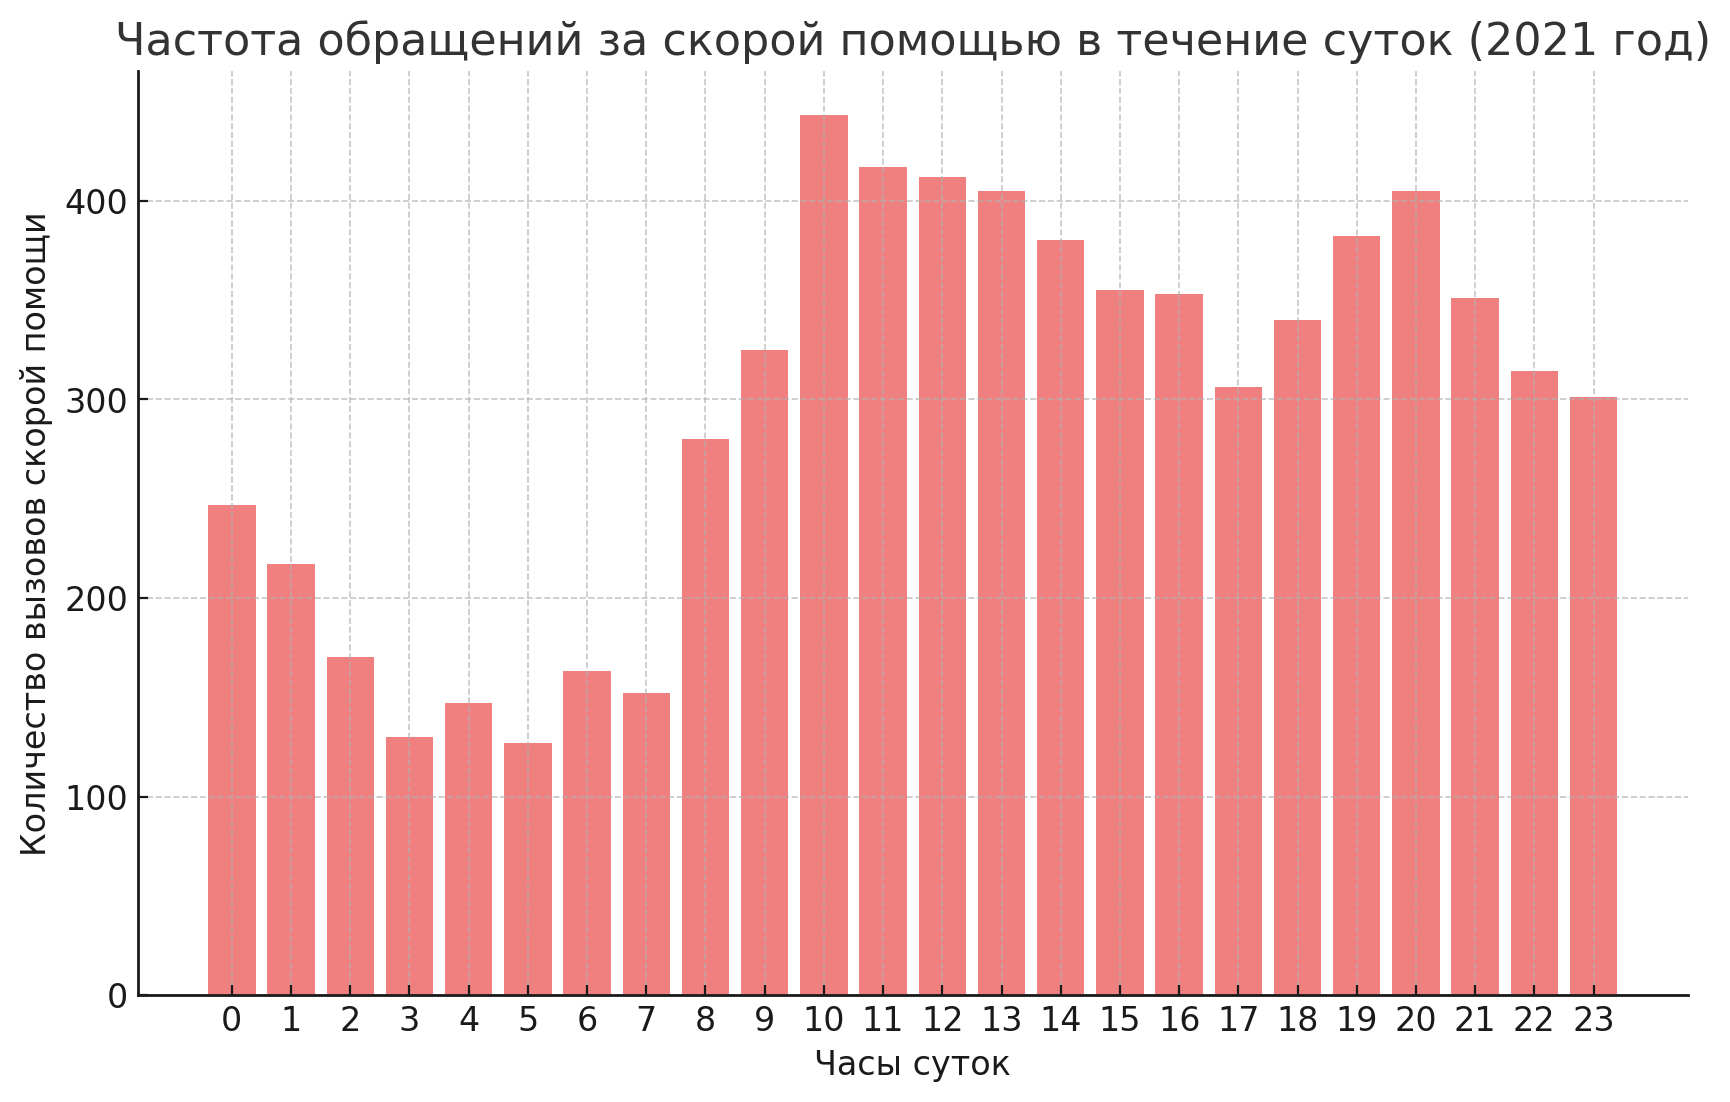 Частота обращений за скорой помощью в течение суток (2021 год)
Количество вызовов скорой помощи
400
300
200
100
0
0 1 2 3 4 5 6 7 8 9 10 11 12 13 14 15 16 17 18 19 20 21 22 23
Часы суток